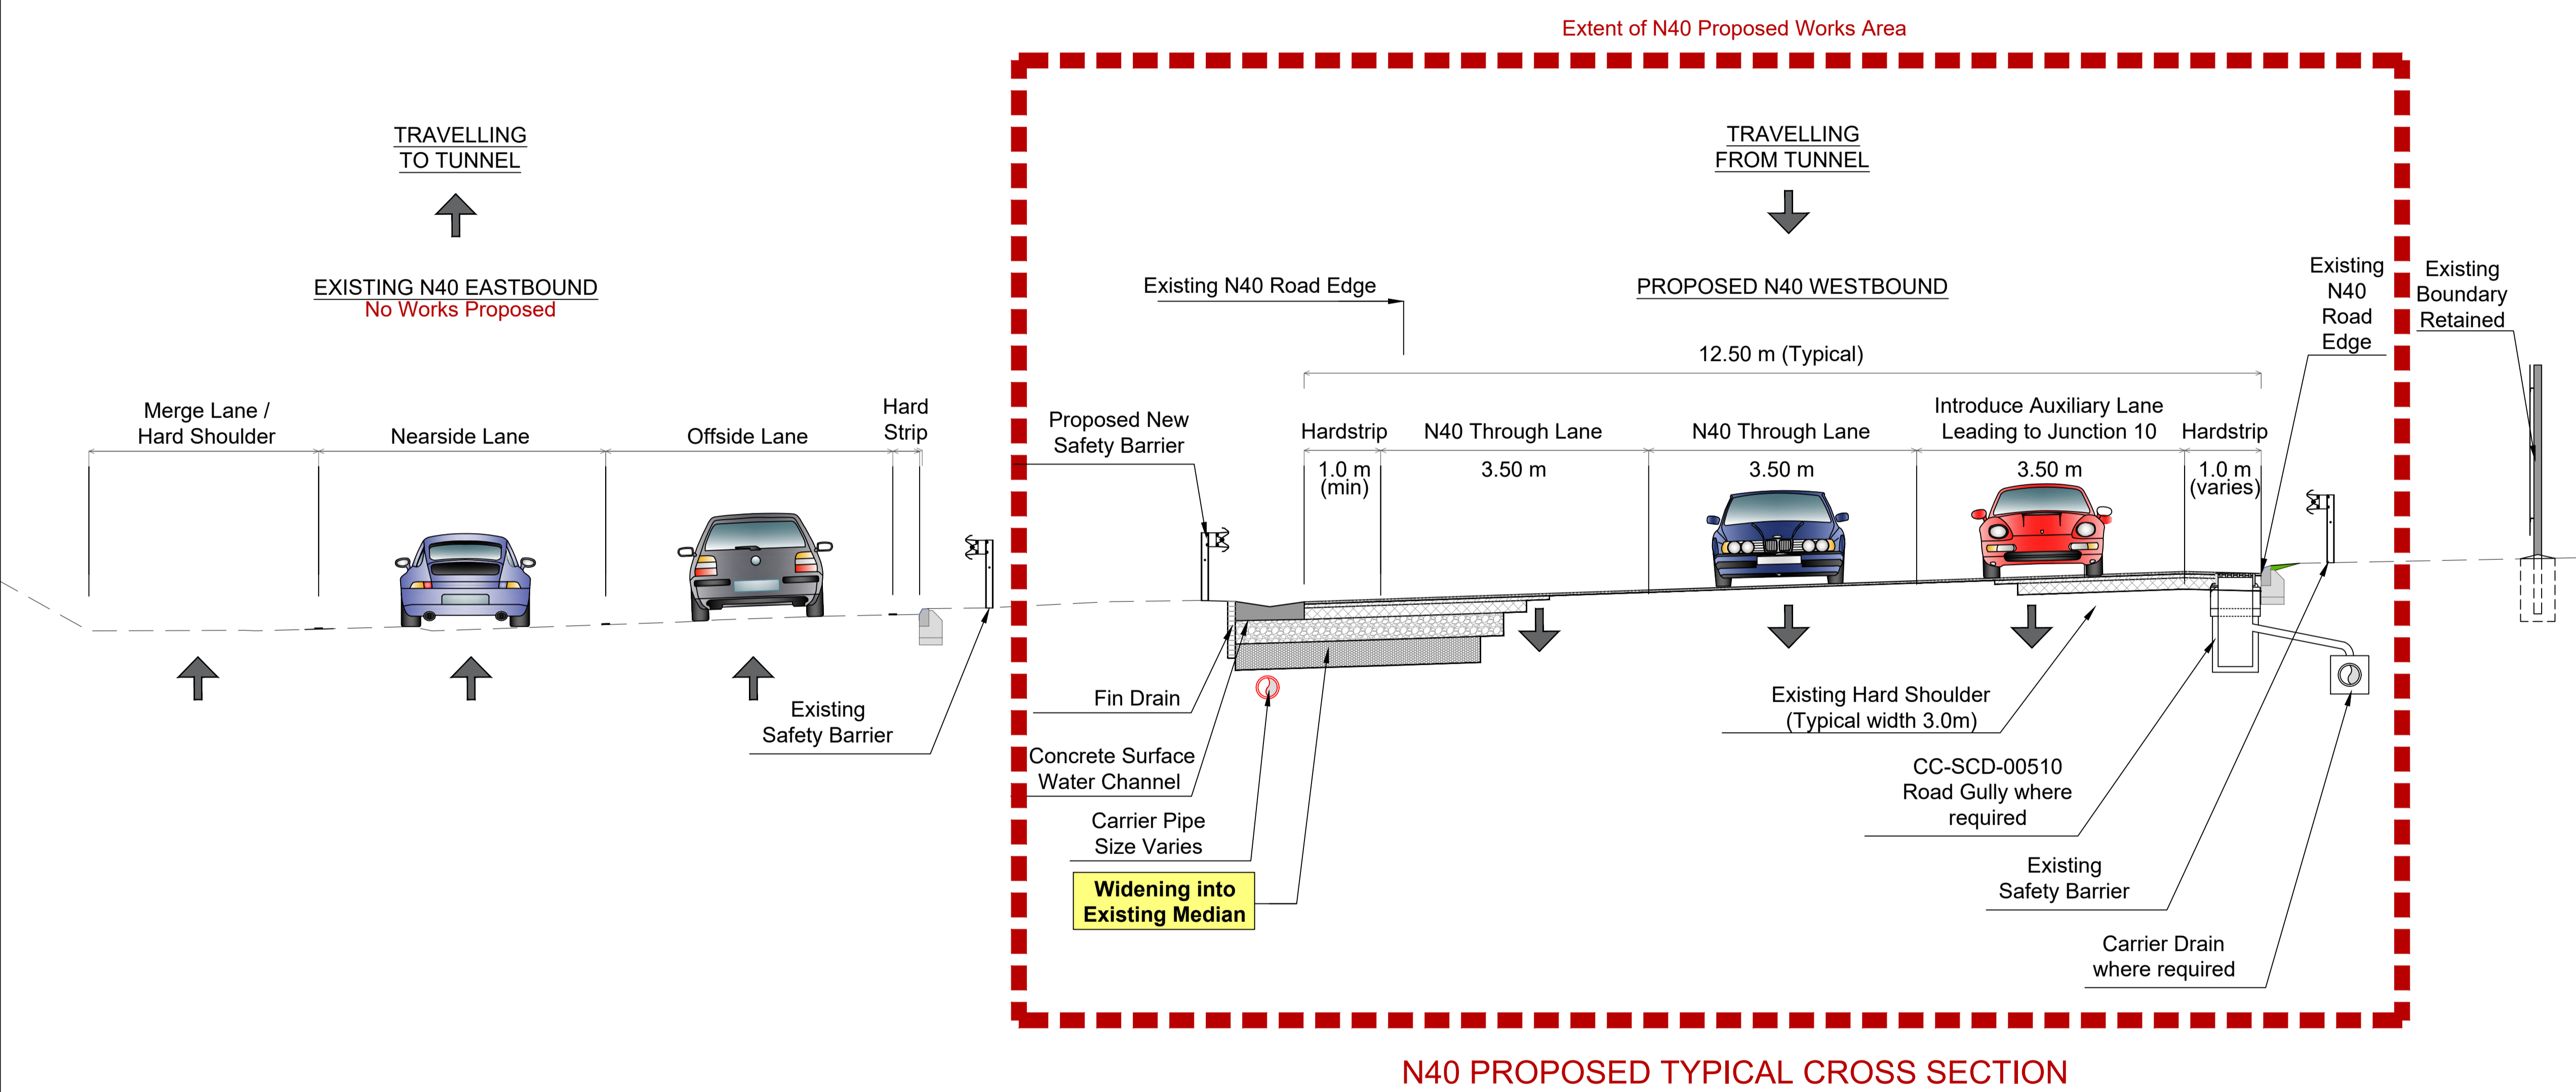 Extent of N40 Proposed Works Area
TRAVELLING
TO TUNNEL
EXISTING N40 EASTBOUND
No Works Proposed
Merge Lane /
Hard Shoulder
Nearside Lane
Offside Lane
Hard
Strip
Existing
Safety Barrier
TRAVELLING
FROM TUNNEL
Existing N40 Road Edge
PROPOSED N40 WESTBOUND
12.50 m (Typical)
Existing
N40
Road
Edge
Existing
Boundary
Retained
Proposed New
Safety Barrier
Hardstrip
1.0 m
(min)
N40 Through Lane
3.50 m
N40 Through Lane
3.50 m
Introduce Auxiliary Lane
Leading to Junction 10
3.50 m
Hardstrip
1.0 m
(varies)
Fin Drain
Concrete Surface
Water Channel
Carrier Pipe
Size Varies
Widening into
Existing Median
Existing Hard Shoulder
(Typical width 3.0m)
CC-SCD-00510
Road Gully where
required
Existing
Safety Barrier
Carrier Drain
where required
N40 PROPOSED TYPICAL CROSS SECTION